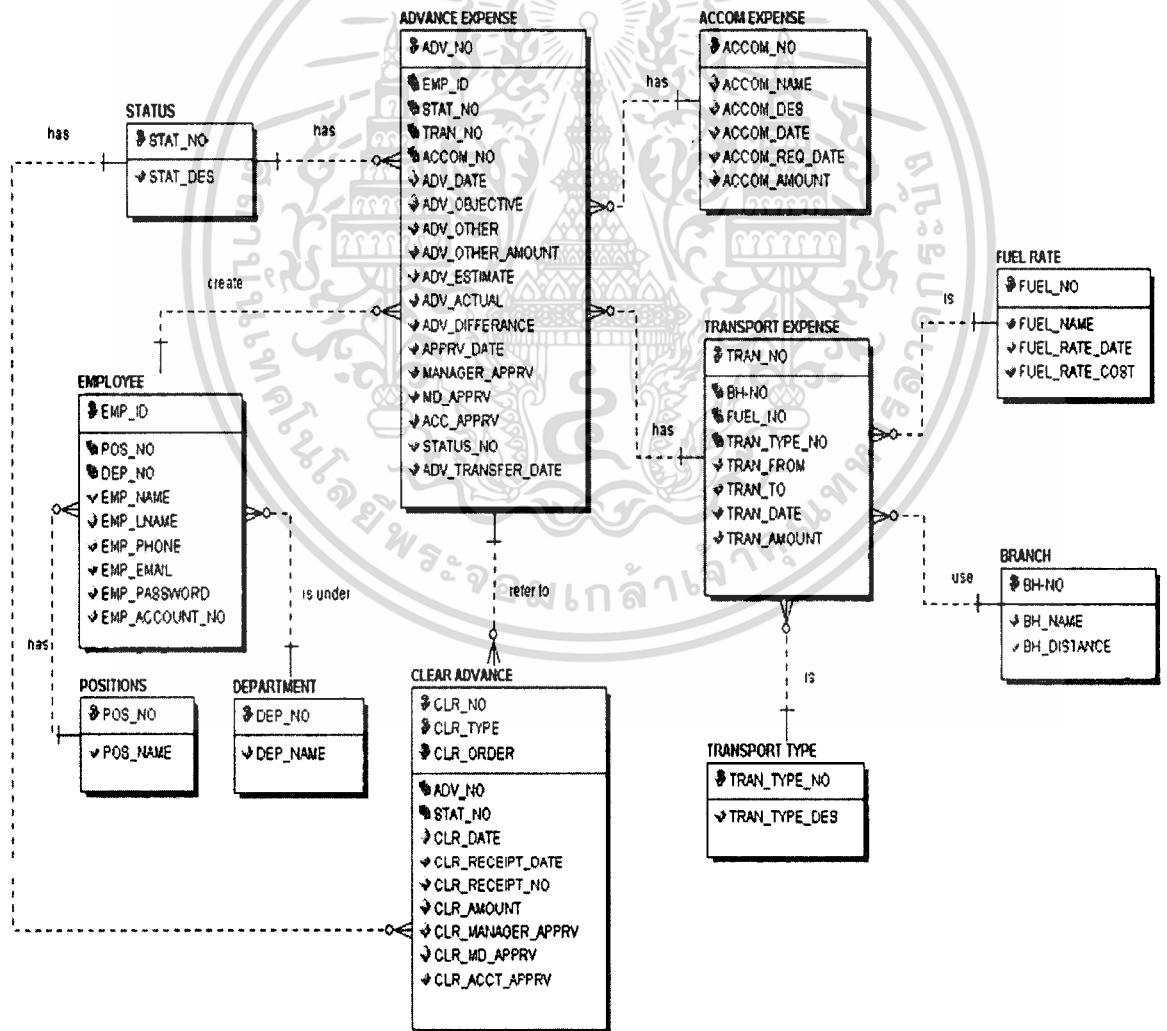 ADVANCE EXPENSE
ADV_NO
EMP_ID
STAT_NO
TRAN_NO
ACCOM_NO
ADV_DATE
ADV_OBJECTIVE
ADV_OTHER
ADV_OTHER_AMOUNT
ADV_ESTIMATE
ADV_ACTUAL
ADV_DIFFERANCE
APPRV_DATE
MANAGER_APPRV
MD_APPRV
ACC_APPRV
STATUS_NO
ADV_TRANSFER_DATE
ACCOM EXPENSE
ACCOM_NO
ACCOM_NAME
ACCOM_DES
ACCOM_DATE
ACCOM_REQ_DATE
ACCOM_AMOUNT
has
STATUS
STAT_NO
STAT_DES
has
has
create
FUEL RATE
FUEL_NO
FUEL_NAME
FUEL_RATE_DATE
FUEL_RATE_COST
is
TRANSPORT EXPENSE
TRAN_NO
BH-NO
FUEL_NO
TRAN_TYPE_NO
TRAN_FROM
TRAN_TO
TRAN_DATE
TRAN_AMOUNT
has
EMPLOYEE
EMP_ID
POS_NO
DEP_NO
EMP_NAME
EMP_LNAME
EMP_PHONE
EMP_EMAIL
EMP_PASSWORD
EMP_ACCOUNT_NO
has
is under
refer to
use
BRANCH
BH-NO
BH_NAME
BH_DISTANCE
POSITIONS
POS_NO
POS_NAME
DEPARTMENT
DEP_NO
DEP_NAME
CLEAR ADVANCE
CLR_NO
CLR_TYPE
CLR_ORDER
ADV_NO
STAT_NO
CLR_DATE
CLR_RECEIPT_DATE
CLR_RECEIPT_NO
CLR_AMOUNT
CLR_MANAGER_APPRV
CLR_MD_APPRV
CLR_ACCT_APPRV
is
TRANSPORT TYPE
TRAN_TYPE_NO
TRAN_TYPE_DES